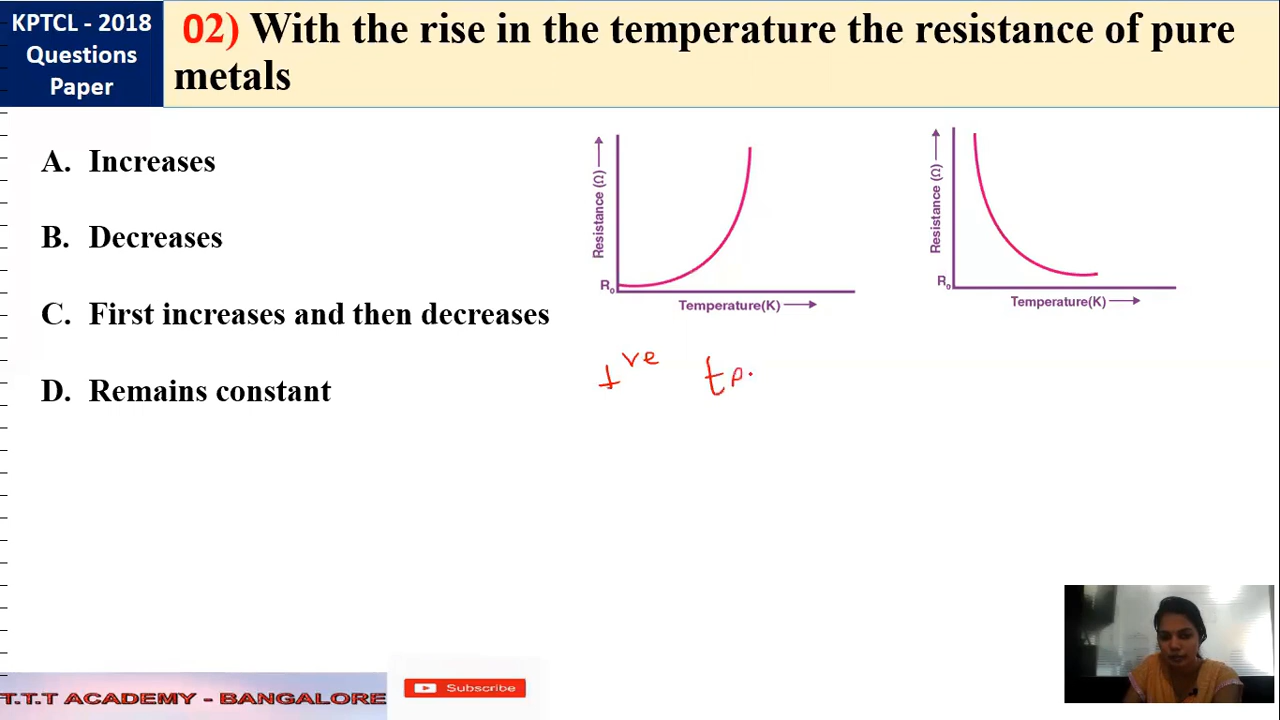 KPTCL - 2018
Questions
Paper
02) With the rise in the temperature the resistance of pure
metals
A. Increases
B. Decreases
C. First increases and then decreases
D. Remains constant
Resistance (Ω)
R₀
Temperature(K)
Resistance (Ω)
R₀
Temperature(K)
+ve
T.T.T ACADEMY - BANGALORE
Subscribe